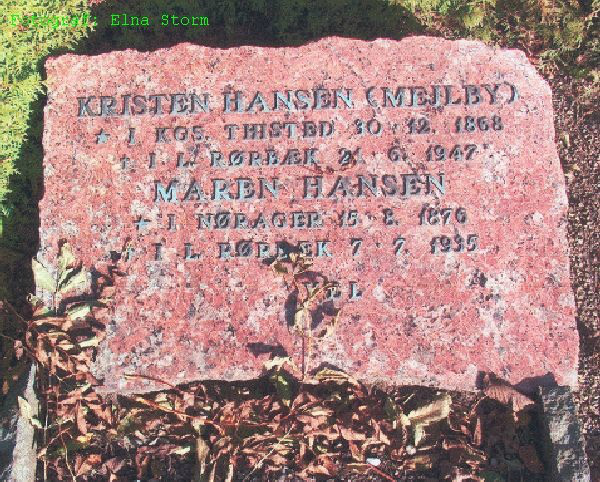 Fotograf: Elna Storm
KRISTEN HANSEN (MEJLBY)
★ I KGS. THISTED 30 · 12. 1868
† I L. RØRBÆK 21 · 6. 1947
MAREN HANSEN
★ I NØRAGER 15 · 8. 1876
† I L. RØRBÆK 7 · 7. 1935